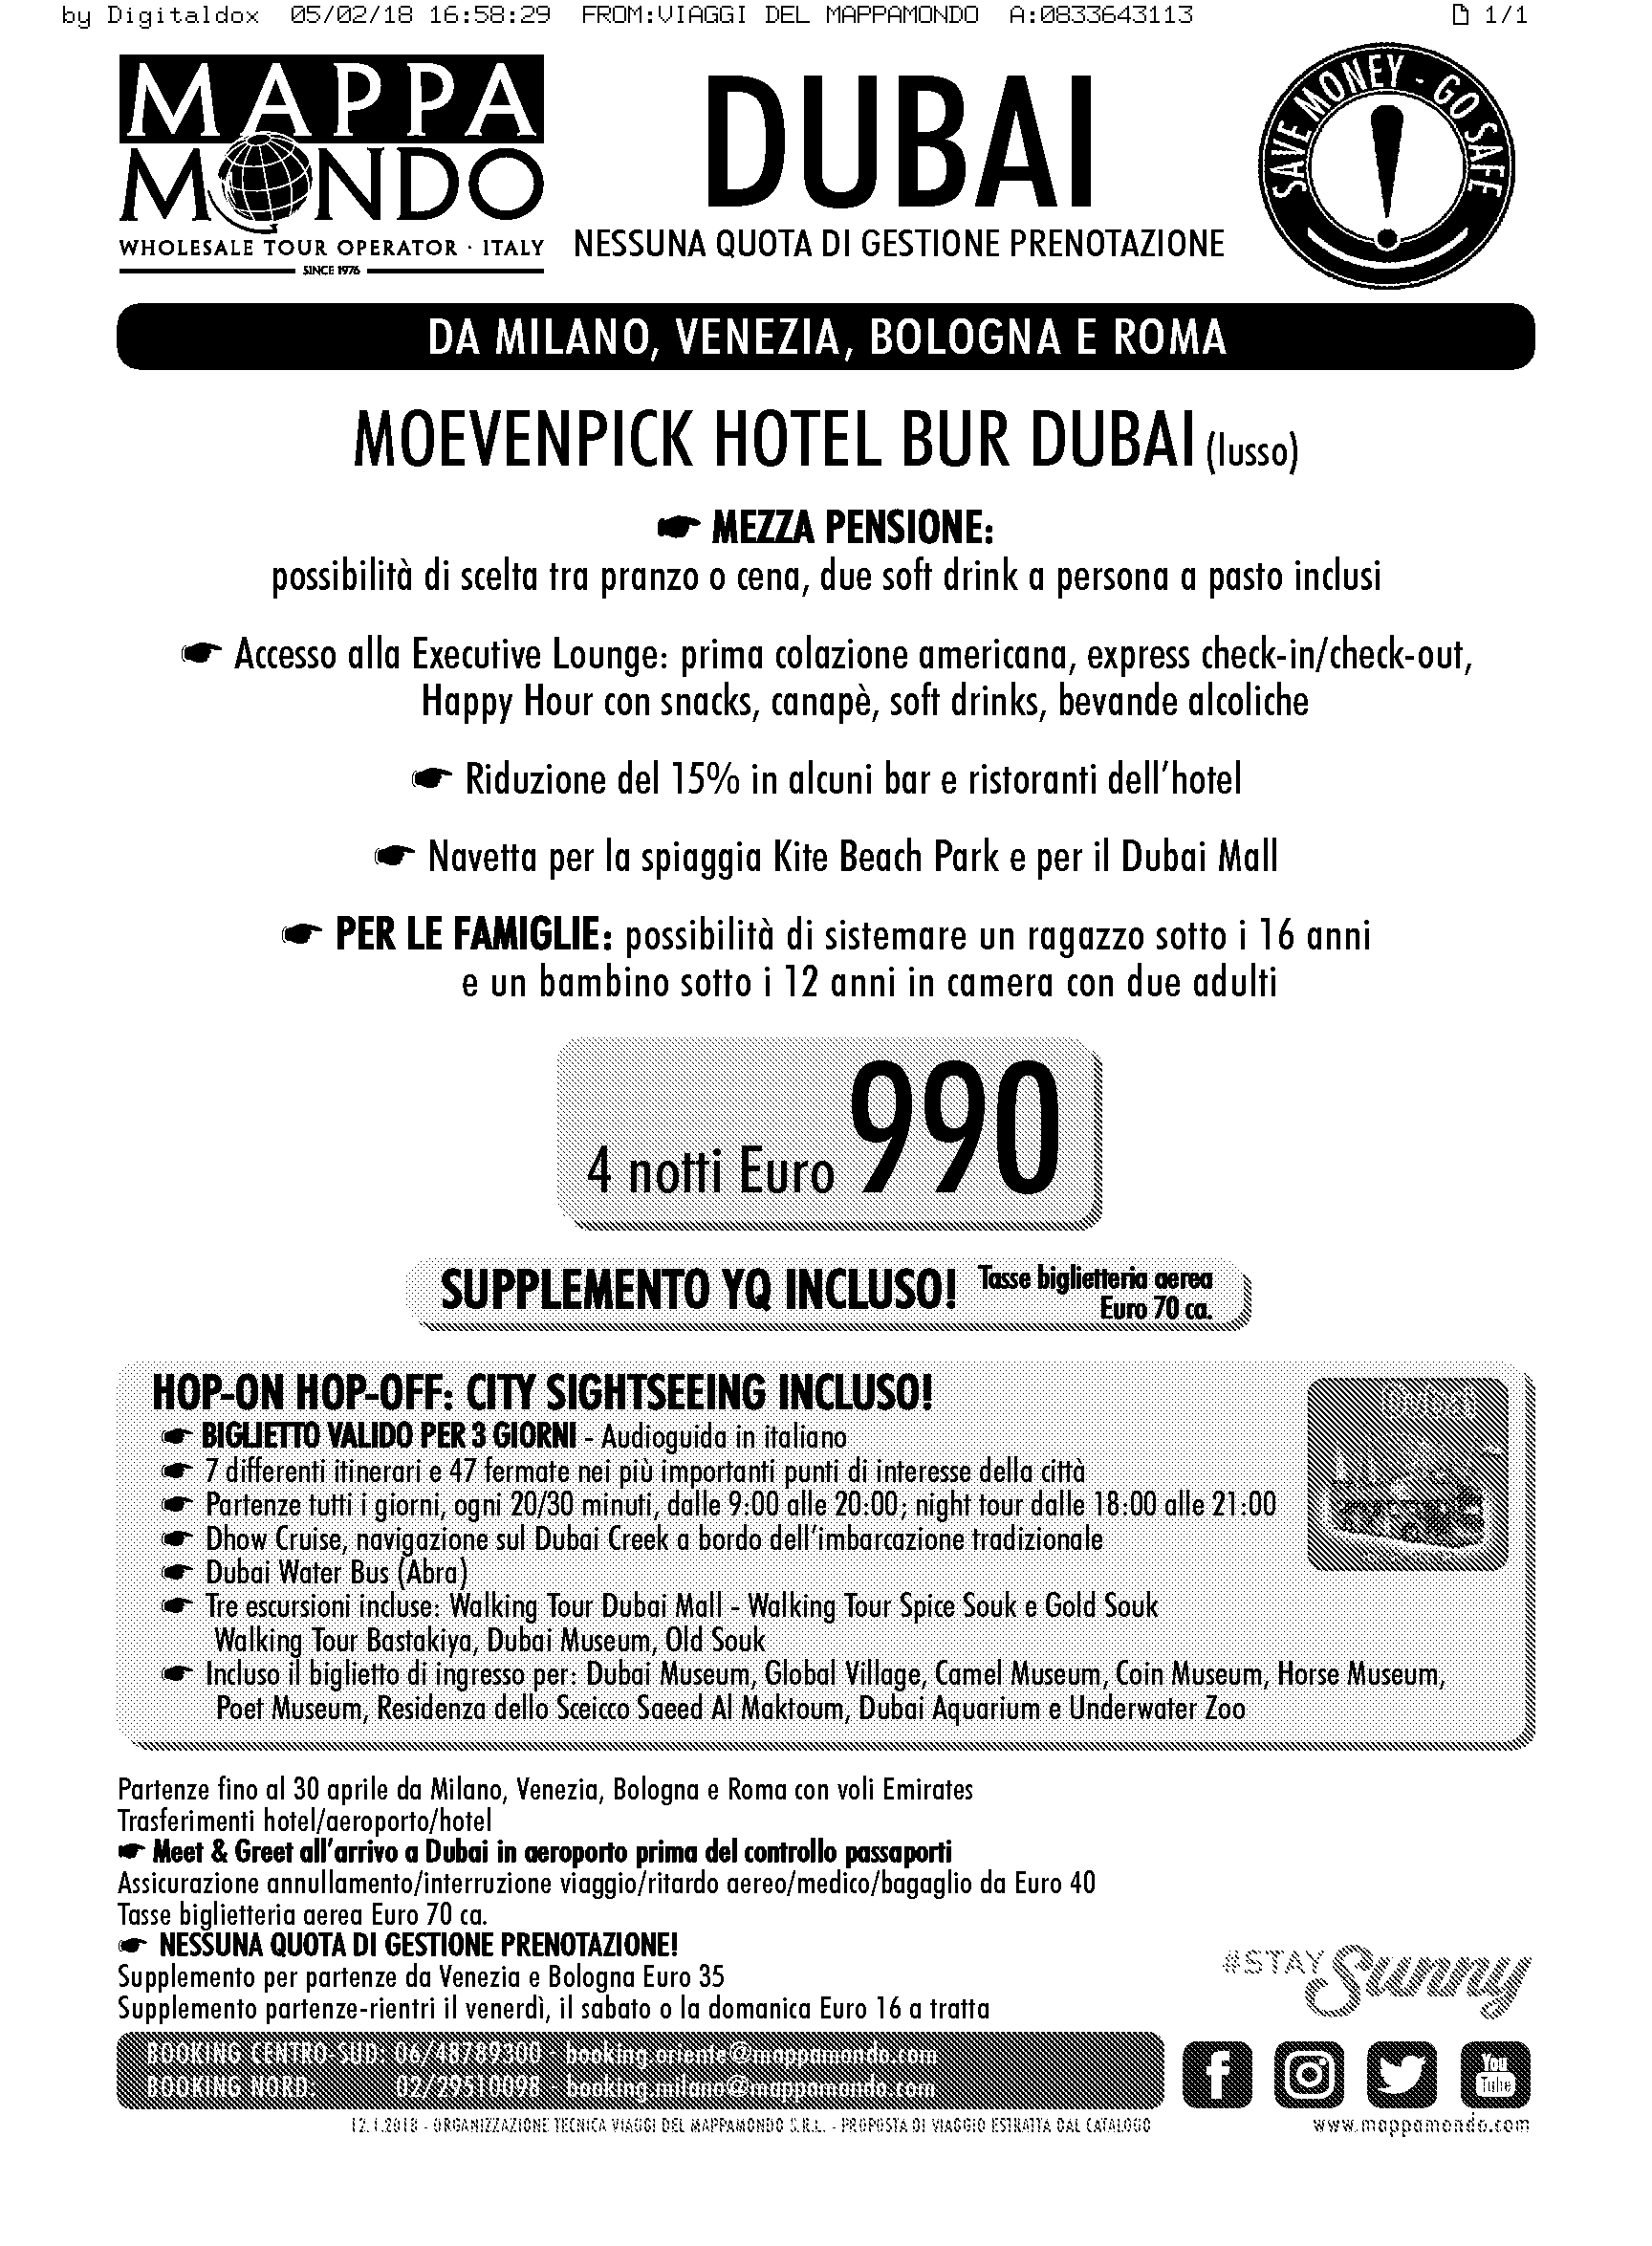 by Digitaldox 05/02/18 16:58:29 FROM:VIAGGI DEL MAPPAMONDO A:0833643113 1/1
MAPPA
MONDO
WHOLESALE TOUR OPERATOR · ITALY
SINCE 1976
DUBAI
NESSUNA QUOTA DI GESTIONE PRENOTAZIONE
SAVE MONEY - GO SAFE
DA MILANO, VENEZIA, BOLOGNA E ROMA
MOEVENPICK HOTEL BUR DUBAI (lusso)
☛ MEZZA PENSIONE:
possibilità di scelta tra pranzo o cena, due soft drink a persona a pasto inclusi
☛ Accesso alla Executive Lounge: prima colazione americana, express check-in/check-out,
Happy Hour con snacks, canapè, soft drinks, bevande alcoliche
☛ Riduzione del 15% in alcuni bar e ristoranti dell'hotel
☛ Navetta per la spiaggia Kite Beach Park e per il Dubai Mall
☛ PER LE FAMIGLIE: possibilità di sistemare un ragazzo sotto i 16 anni
e un bambino sotto i 12 anni in camera con due adulti
4 notti Euro 990
SUPPLEMENTO YQ INCLUSO! Tasse biglietteria aerea
Euro 70 ca.
HOP-ON HOP-OFF: CITY SIGHTSEEING INCLUSO!
☛ BIGLIETTO VALIDO PER 3 GIORNI - Audioguida in italiano
☛ 7 differenti itinerari e 47 fermate nei più importanti punti di interesse della città
☛ Partenze tutti i giorni, ogni 20/30 minuti, dalle 9:00 alle 20:00; night tour dalle 18:00 alle 21:00
☛ Dhow Cruise, navigazione sul Dubai Creek a bordo dell'imbarcazione tradizionale
☛ Dubai Water Bus (Abra)
☛ Tre escursioni incluse: Walking Tour Dubai Mall - Walking Tour Spice Souk e Gold Souk
Walking Tour Bastakiya, Dubai Museum, Old Souk
☛ Incluso il biglietto di ingresso per: Dubai Museum, Global Village, Camel Museum, Coin Museum, Horse Museum,
Poet Museum, Residenza dello Sceicco Saeed Al Maktoum, Dubai Aquarium e Underwater Zoo
Partenze fino al 30 aprile da Milano, Venezia, Bologna e Roma con voli Emirates
Trasferimenti hotel/aeroporto/hotel
☛ Meet & Greet all'arrivo a Dubai in aeroporto prima del controllo passaporti
Assicurazione annullamento/interruzione viaggio/ritardo aereo/medico/bagaglio da Euro 40
Tasse biglietteria aerea Euro 70 ca.
☛ NESSUNA QUOTA DI GESTIONE PRENOTAZIONE!
Supplemento per partenze da Venezia e Bologna Euro 35
Supplemento partenze-rientri il venerdì, il sabato o la domanica Euro 16 a tratta
#STAY Sunny
BOOKING CENTRO-SUD: 06/48789300 - booking.oriente@mappamondo.com
BOOKING NORD: 02/29510098 - booking.milano@mappamondo.com
You
Tube
12.1.2018 - ORGANIZZAZIONE TECNICA VIAGGI DEL MAPPAMONDO S.R.L. - PROPOSTA DI VIAGGIO ESTRATTA DAL CATALOGO
www.mappamondo.com